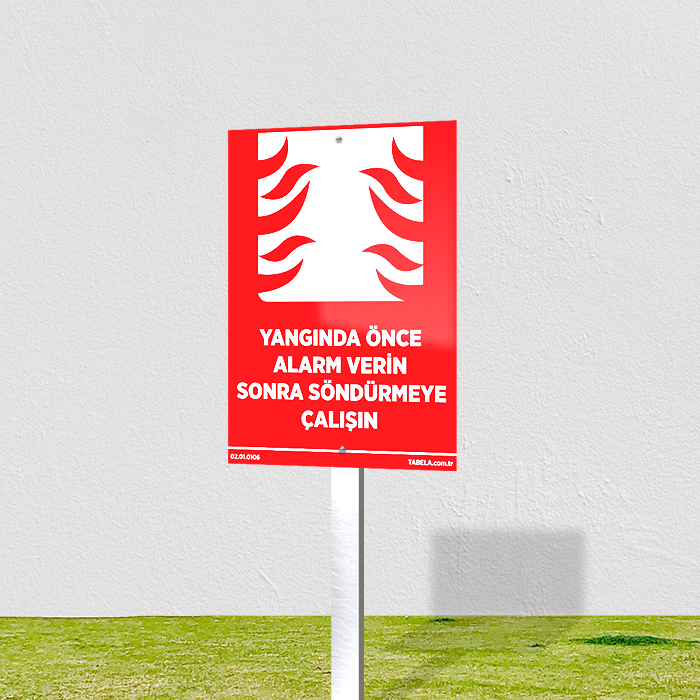 YANGINDA ÖNCE
ALARM VERİN
SONRA SÖNDÜRMEYE
ÇALIŞIN
02.01.0106
TABELA.com.tr